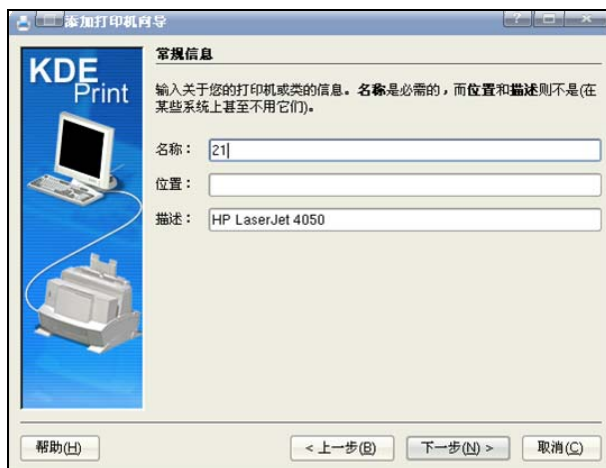 添加打印机向导
KDE
Print
常规信息
输入关于您的打印机或类的信息。名称是必需的，而位置和描述则不是(在
某些系统上甚至不用它们)。
名称： 21
位置：
描述： HP LaserJet 4050
帮助(H) < 上一步(B) 下一步(N) > 取消(C)